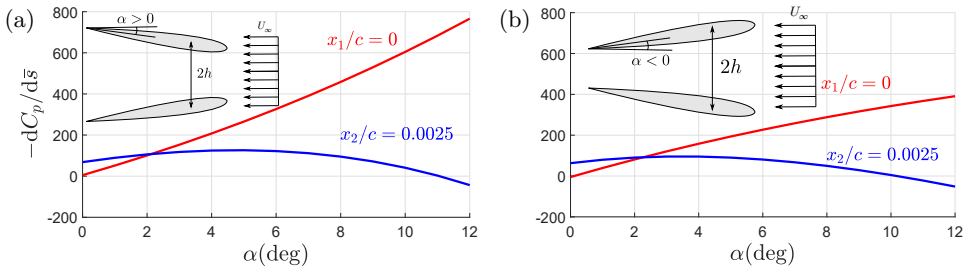 (a)
−dC_p/ds̄
800
600
400
200
0
-200
α > 0
U_∞
2h
x_1/c = 0
x_2/c = 0.0025
0 2 4 6 8 10 12
α(deg)
(b)
800
600
400
200
0
-200
α < 0
U_∞
2h
x_1/c = 0
x_2/c = 0.0025
0 2 4 6 8 10 12
α(deg)